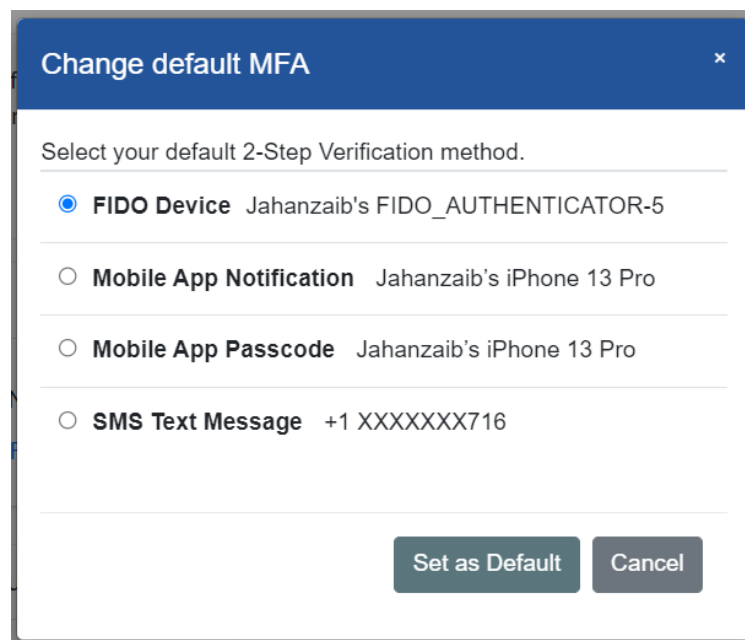 Change default MFA ×
Select your default 2-Step Verification method.
FIDO Device Jahanzaib's FIDO_AUTHENTICATOR-5
Mobile App Notification Jahanzaib’s iPhone 13 Pro
Mobile App Passcode Jahanzaib’s iPhone 13 Pro
SMS Text Message +1 XXXXXXX716
Set as Default Cancel